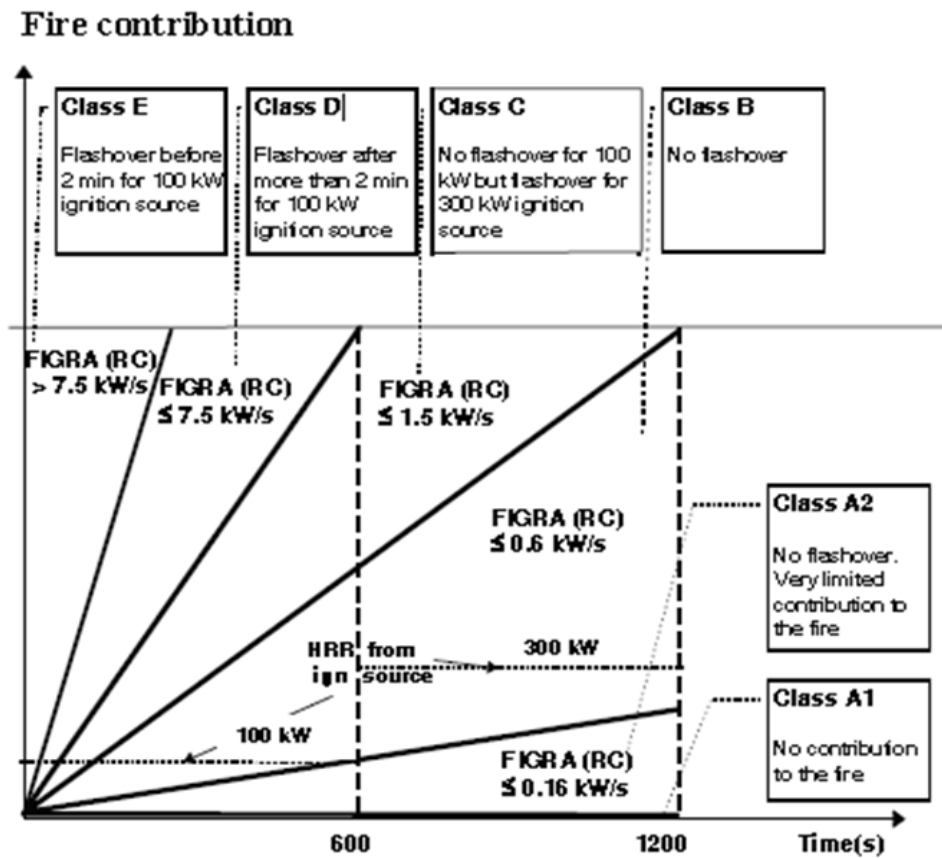 Fire contribution
Class E
Flashover before
2 min for 100 kW
ignition source
Class D
Flashover after
more than 2 min
for 100 kW
ignition source
Class C
No flashover for 100
kW but flashover for
300 kW ignition
source
Class B
No flashover
FIGRA (RC)
> 7.5 kW/s
FIGRA (RC)
≤ 7.5 kW/s
FIGRA (RC)
≤ 1.5 kW/s
FIGRA (RC)
≤ 0.6 kW/s
Class A2
No flashover.
Very limited
contribution to
the fire
HRR from
ign source
300 kW
100 kW
Class A1
No contribution
to the fire
FIGRA (RC)
≤ 0.16 kW/s
600
1200
Time(s)